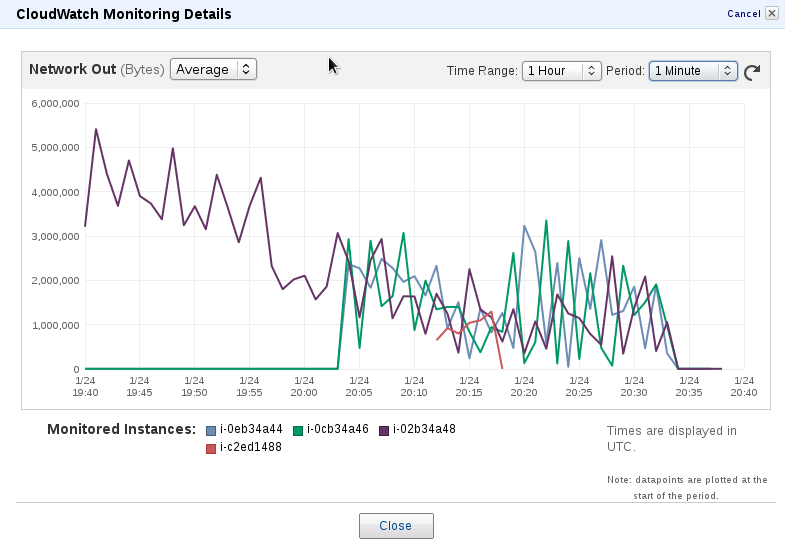 CloudWatch Monitoring Details
Cancel
Network Out (Bytes) Average
Time Range: 1 Hour Period: 1 Minute
6,000,000
5,000,000
4,000,000
3,000,000
2,000,000
1,000,000
0
1/24 1/24 1/24 1/24 1/24 1/24 1/24 1/24 1/24 1/24 1/24 1/24 1/24
19:40 19:45 19:50 19:55 20:00 20:05 20:10 20:15 20:20 20:25 20:30 20:35 20:40
Monitored Instances: i-0eb34a44 i-0cb34a46 i-02b34a48
i-c2ed1488
Times are displayed in
UTC.
Note: datapoints are plotted at the
start of the period.
Close